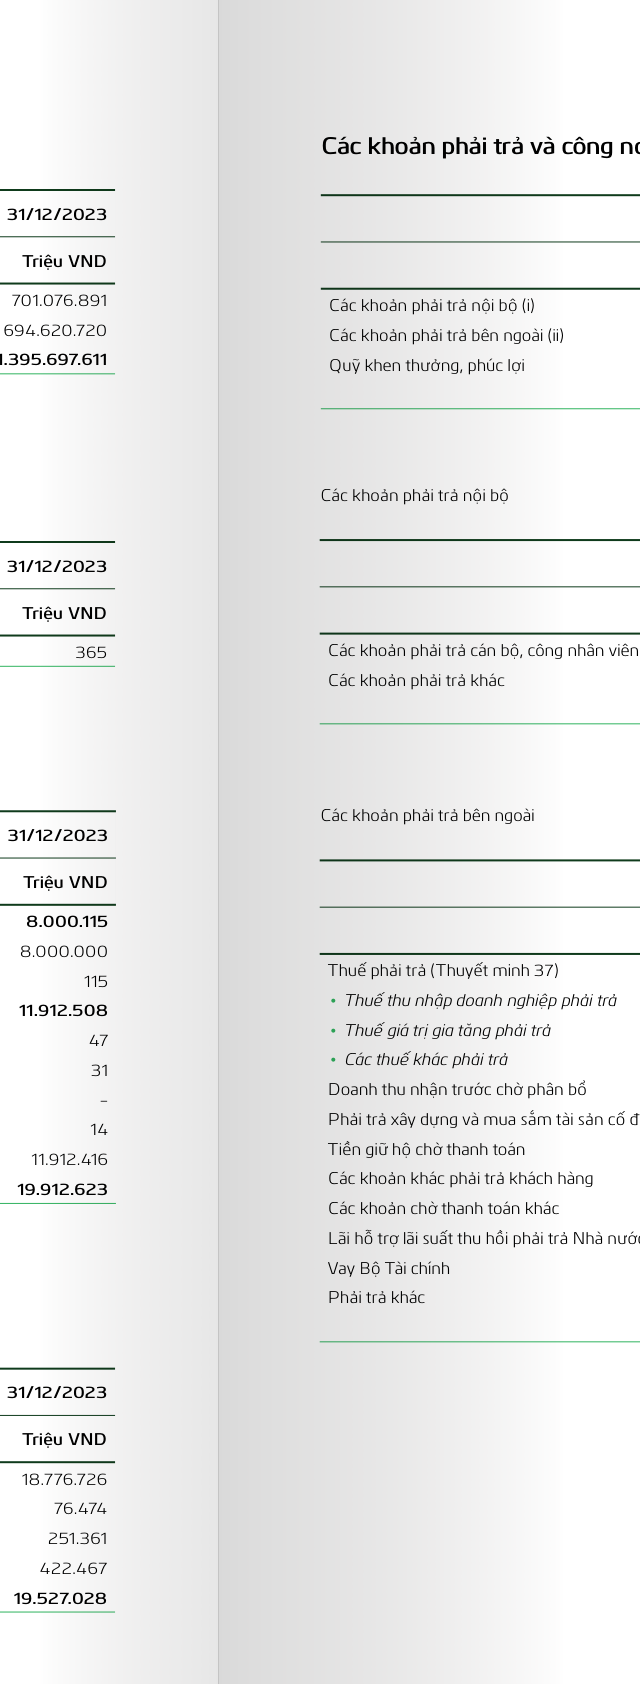 31/12/2023
Triệu VND
701.076.891
694.620.720
.395.697.611
31/12/2023
Triệu VND
365
31/12/2023
Triệu VND
8.000.115
8.000.000
115
11.912.508
47
31
–
14
11.912.416
19.912.623
31/12/2023
Triệu VND
18.776.726
76.474
251.361
422.467
19.527.028
Các khoản phải trả và công
Các khoản phải trả nội bộ (i)
Các khoản phải trả bên ngoài (ii)
Quỹ khen thưởng, phúc lợi
Các khoản phải trả nội bộ
Các khoản phải trả cán bộ, công nhân viên
Các khoản phải trả khác
Các khoản phải trả bên ngoài
Thuế phải trả (Thuyết minh 37)
• Thuế thu nhập doanh nghiệp phải trả
• Thuế giá trị gia tăng phải trả
• Các thuế khác phải trả
Doanh thu nhận trước chờ phân bổ
Phải trả xây dựng và mua sắm tài sản cố
Tiền giữ hộ chờ thanh toán
Các khoản khác phải trả khách hàng
Các khoản chờ thanh toán khác
Lãi hỗ trợ lãi suất thu hồi phải trả Nhà nước
Vay Bộ Tài chính
Phải trả khác